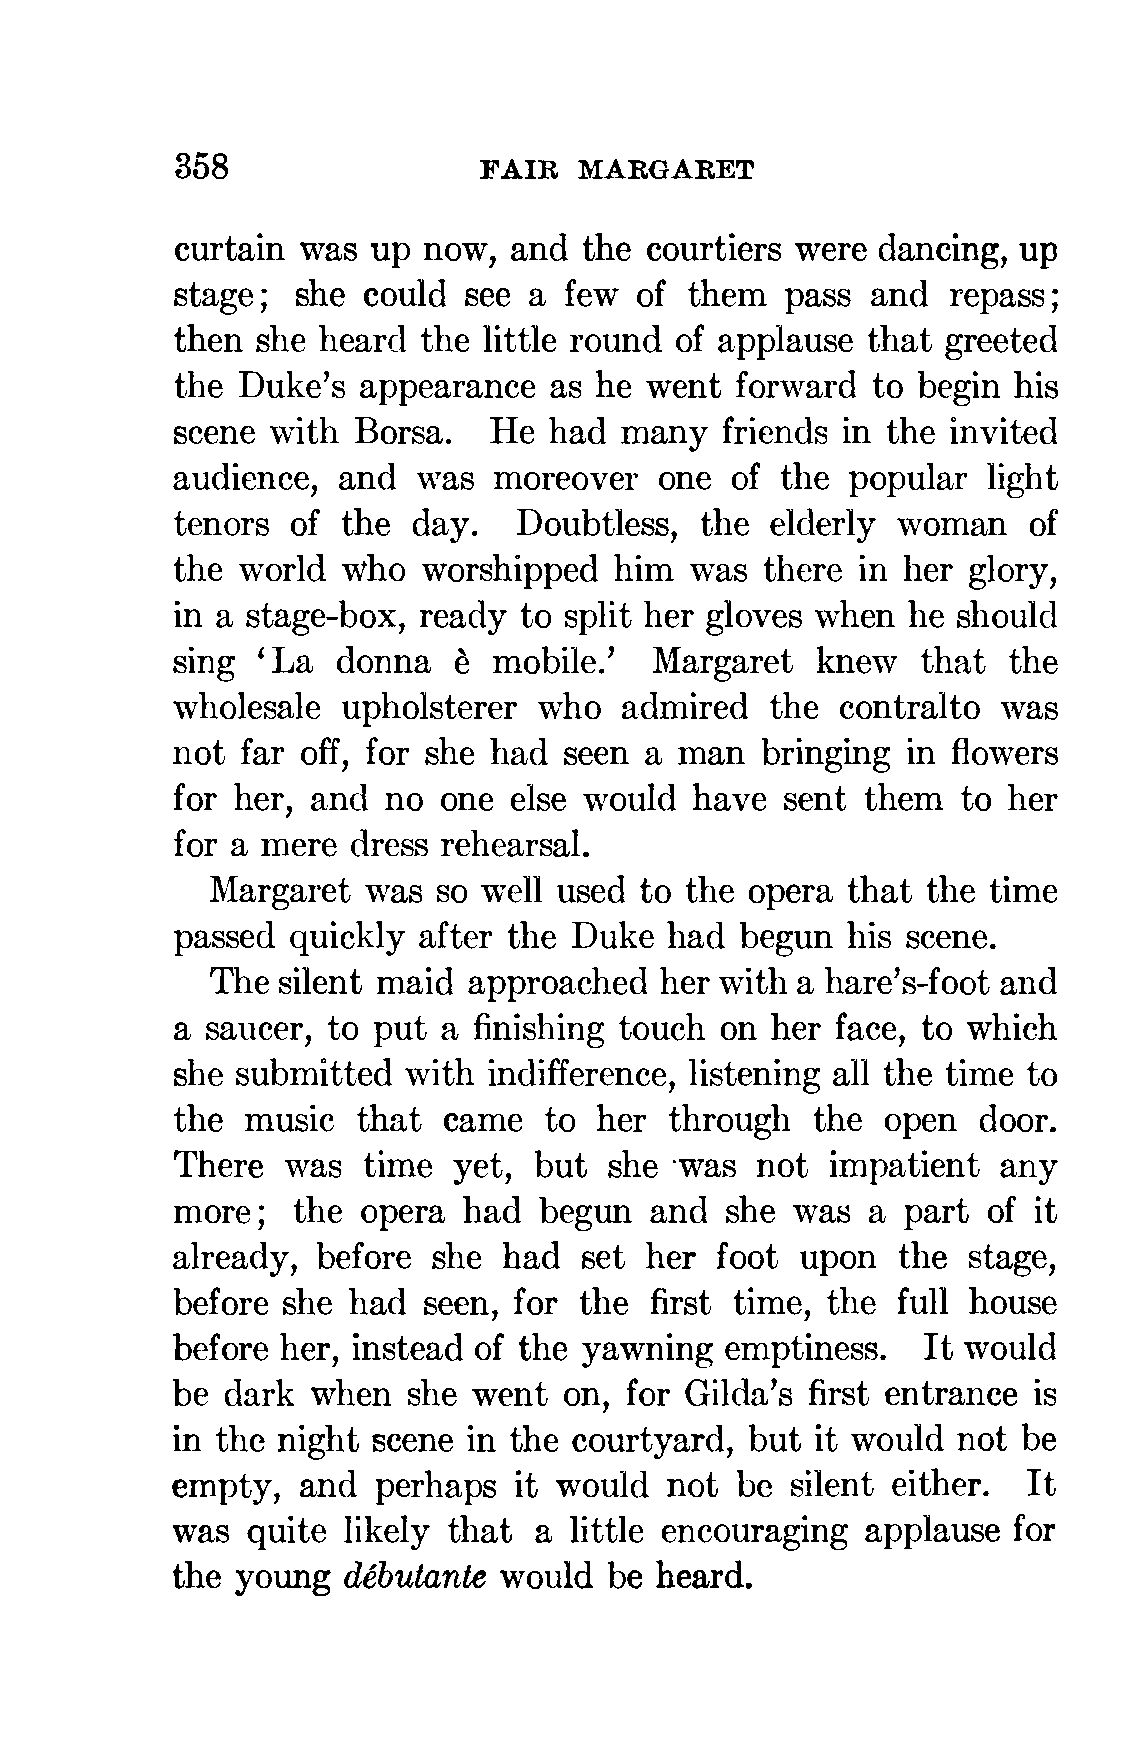 358 FAIR MARGARET
curtain was up now, and the courtiers were dancing, up
stage; she could see a few of them pass and repass;
then she heard the little round of applause that greeted
the Duke's appearance as he went forward to begin his
scene with Borsa. He had many friends in the invited
audience, and was moreover one of the popular light
tenors of the day. Doubtless, the elderly woman of
the world who worshipped him was there in her glory,
in a stage-box, ready to split her gloves when he should
sing ‘La donna è mobile.’ Margaret knew that the
wholesale upholsterer who admired the contralto was
not far off, for she had seen a man bringing in flowers
for her, and no one else would have sent them to her
for a mere dress rehearsal.
Margaret was so well used to the opera that the time
passed quickly after the Duke had begun his scene.
The silent maid approached her with a hare's-foot and
a saucer, to put a finishing touch on her face, to which
she submitted with indifference, listening all the time to
the music that came to her through the open door.
There was time yet, but she was not impatient any
more; the opera had begun and she was a part of it
already, before she had set her foot upon the stage,
before she had seen, for the first time, the full house
before her, instead of the yawning emptiness. It would
be dark when she went on, for Gilda's first entrance is
in the night scene in the courtyard, but it would not be
empty, and perhaps it would not be silent either. It
was quite likely that a little encouraging applause for
the young débutante would be heard.